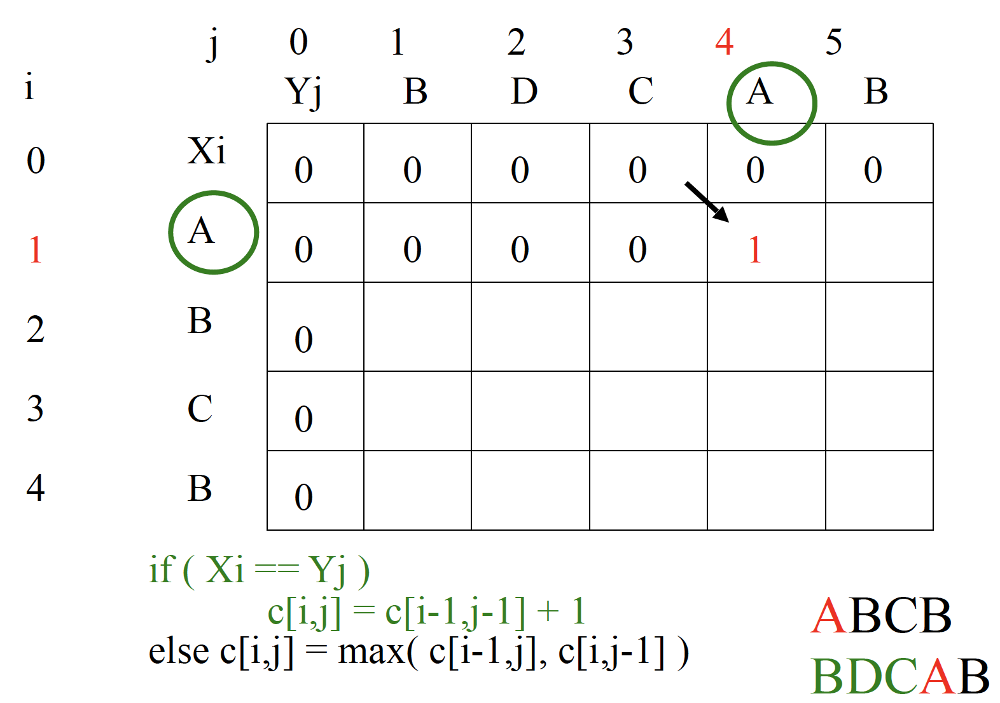 j 0 1 2 3 4 5
i Yj B D C A B
0 Xi 0 0 0 0 0 0
1 A 0 0 0 0 1
2 B 0
3 C 0
4 B 0
if ( Xi == Yj )
c[i,j] = c[i-1,j-1] + 1
else c[i,j] = max( c[i-1,j], c[i,j-1] )
ABCB
BDCAB